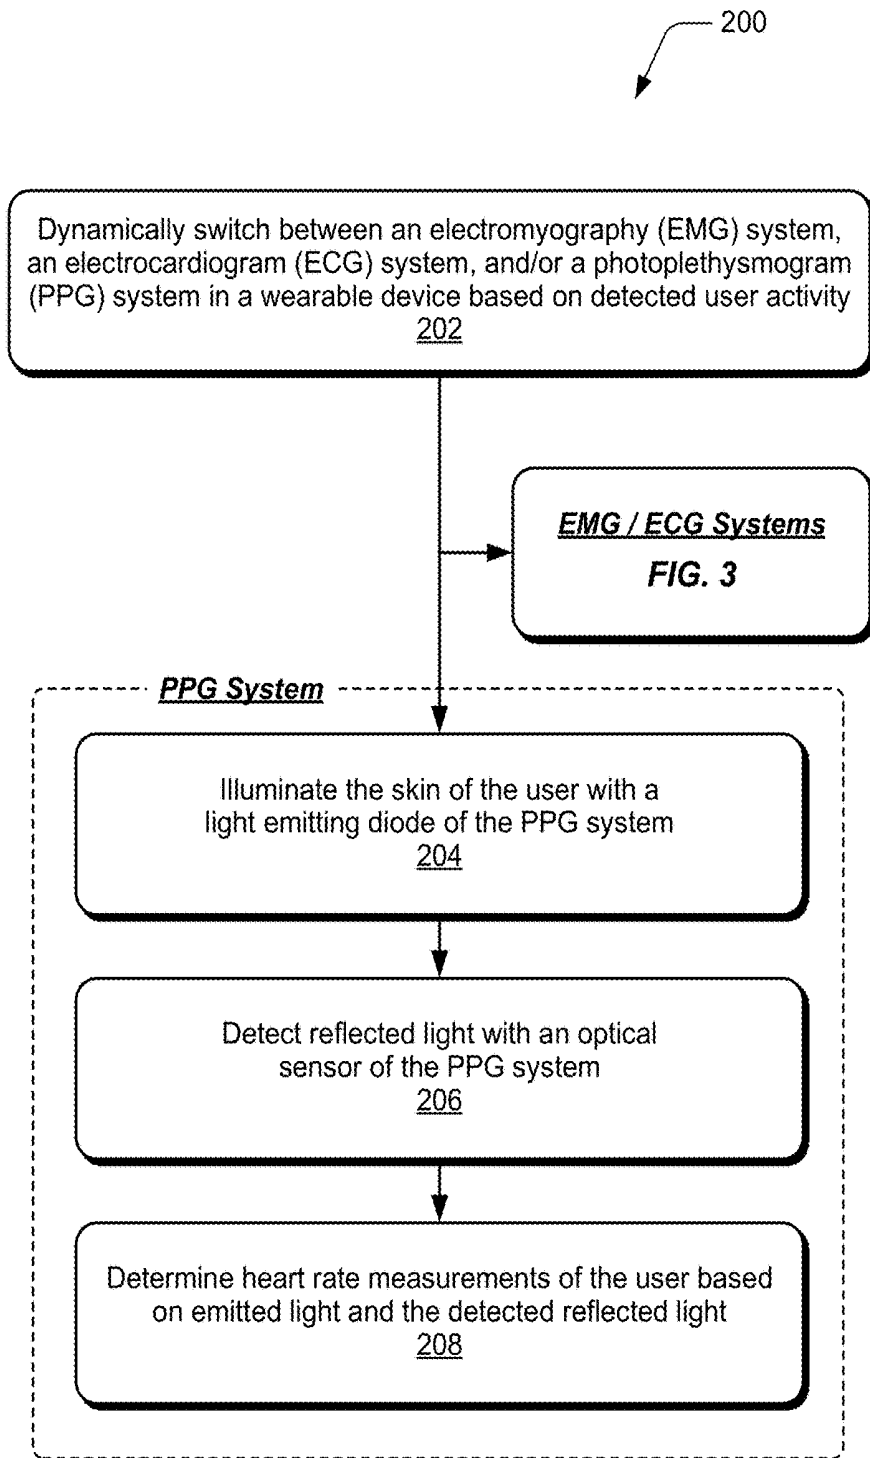 200
Dynamically switch between an electromyography (EMG) system,
an electrocardiogram (ECG) system, and/or a photoplethysmogram
(PPG) system in a wearable device based on detected user activity
202
EMG / ECG Systems
FIG. 3
PPG System
Illuminate the skin of the user with a
light emitting diode of the PPG system
204
Detect reflected light with an optical
sensor of the PPG system
206
Determine heart rate measurements of the user based
on emitted light and the detected reflected light
208